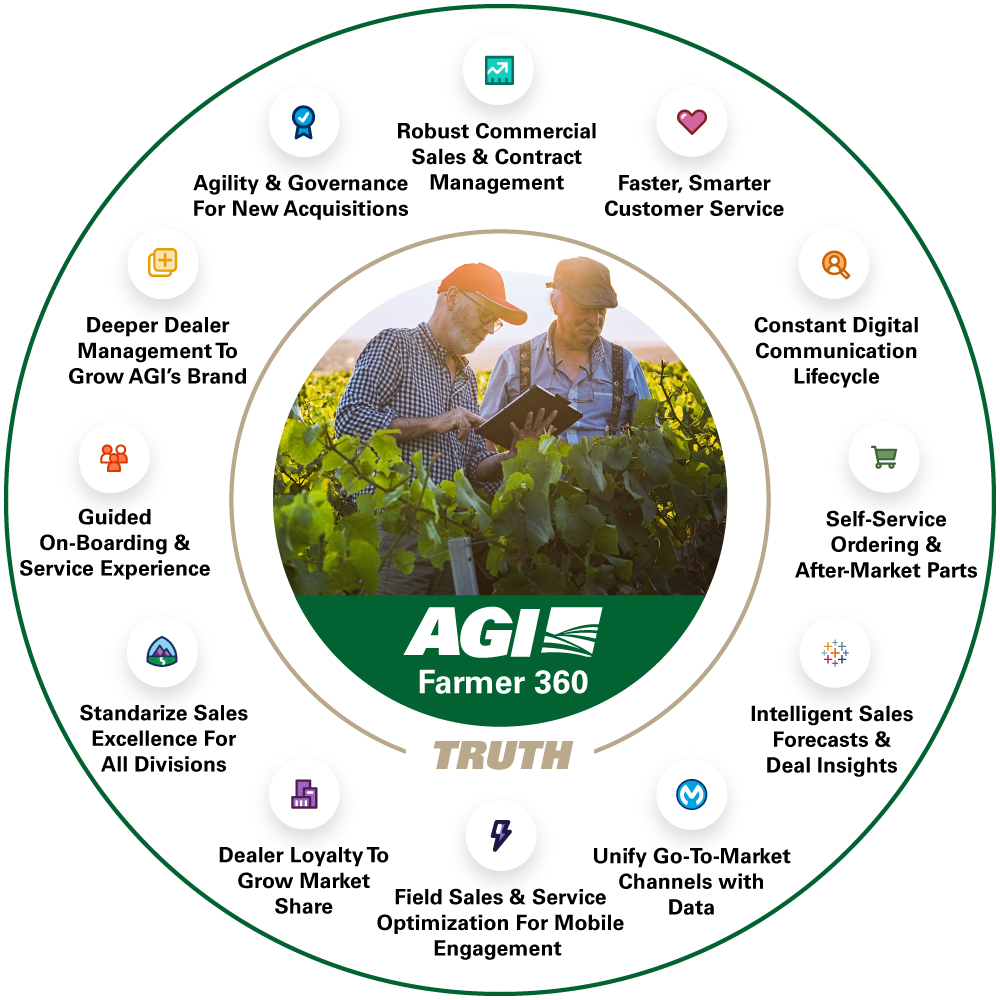 Robust Commercial
Sales & Contract
Management
Faster, Smarter
Customer Service
Constant Digital
Communication
Lifecycle
Self-Service
Ordering &
After-Market Parts
Intelligent Sales
Forecasts &
Deal Insights
Unify Go-To-Market
Channels with
Data
Field Sales & Service
Optimization For Mobile
Engagement
Dealer Loyalty To
Grow Market
Share
Standarize Sales
Excellence For
All Divisions
Guided
On-Boarding &
Service Experience
Deeper Dealer
Management To
Grow AGI's Brand
Agility & Governance
For New Acquisitions
AGI
Farmer 360
TRUTH